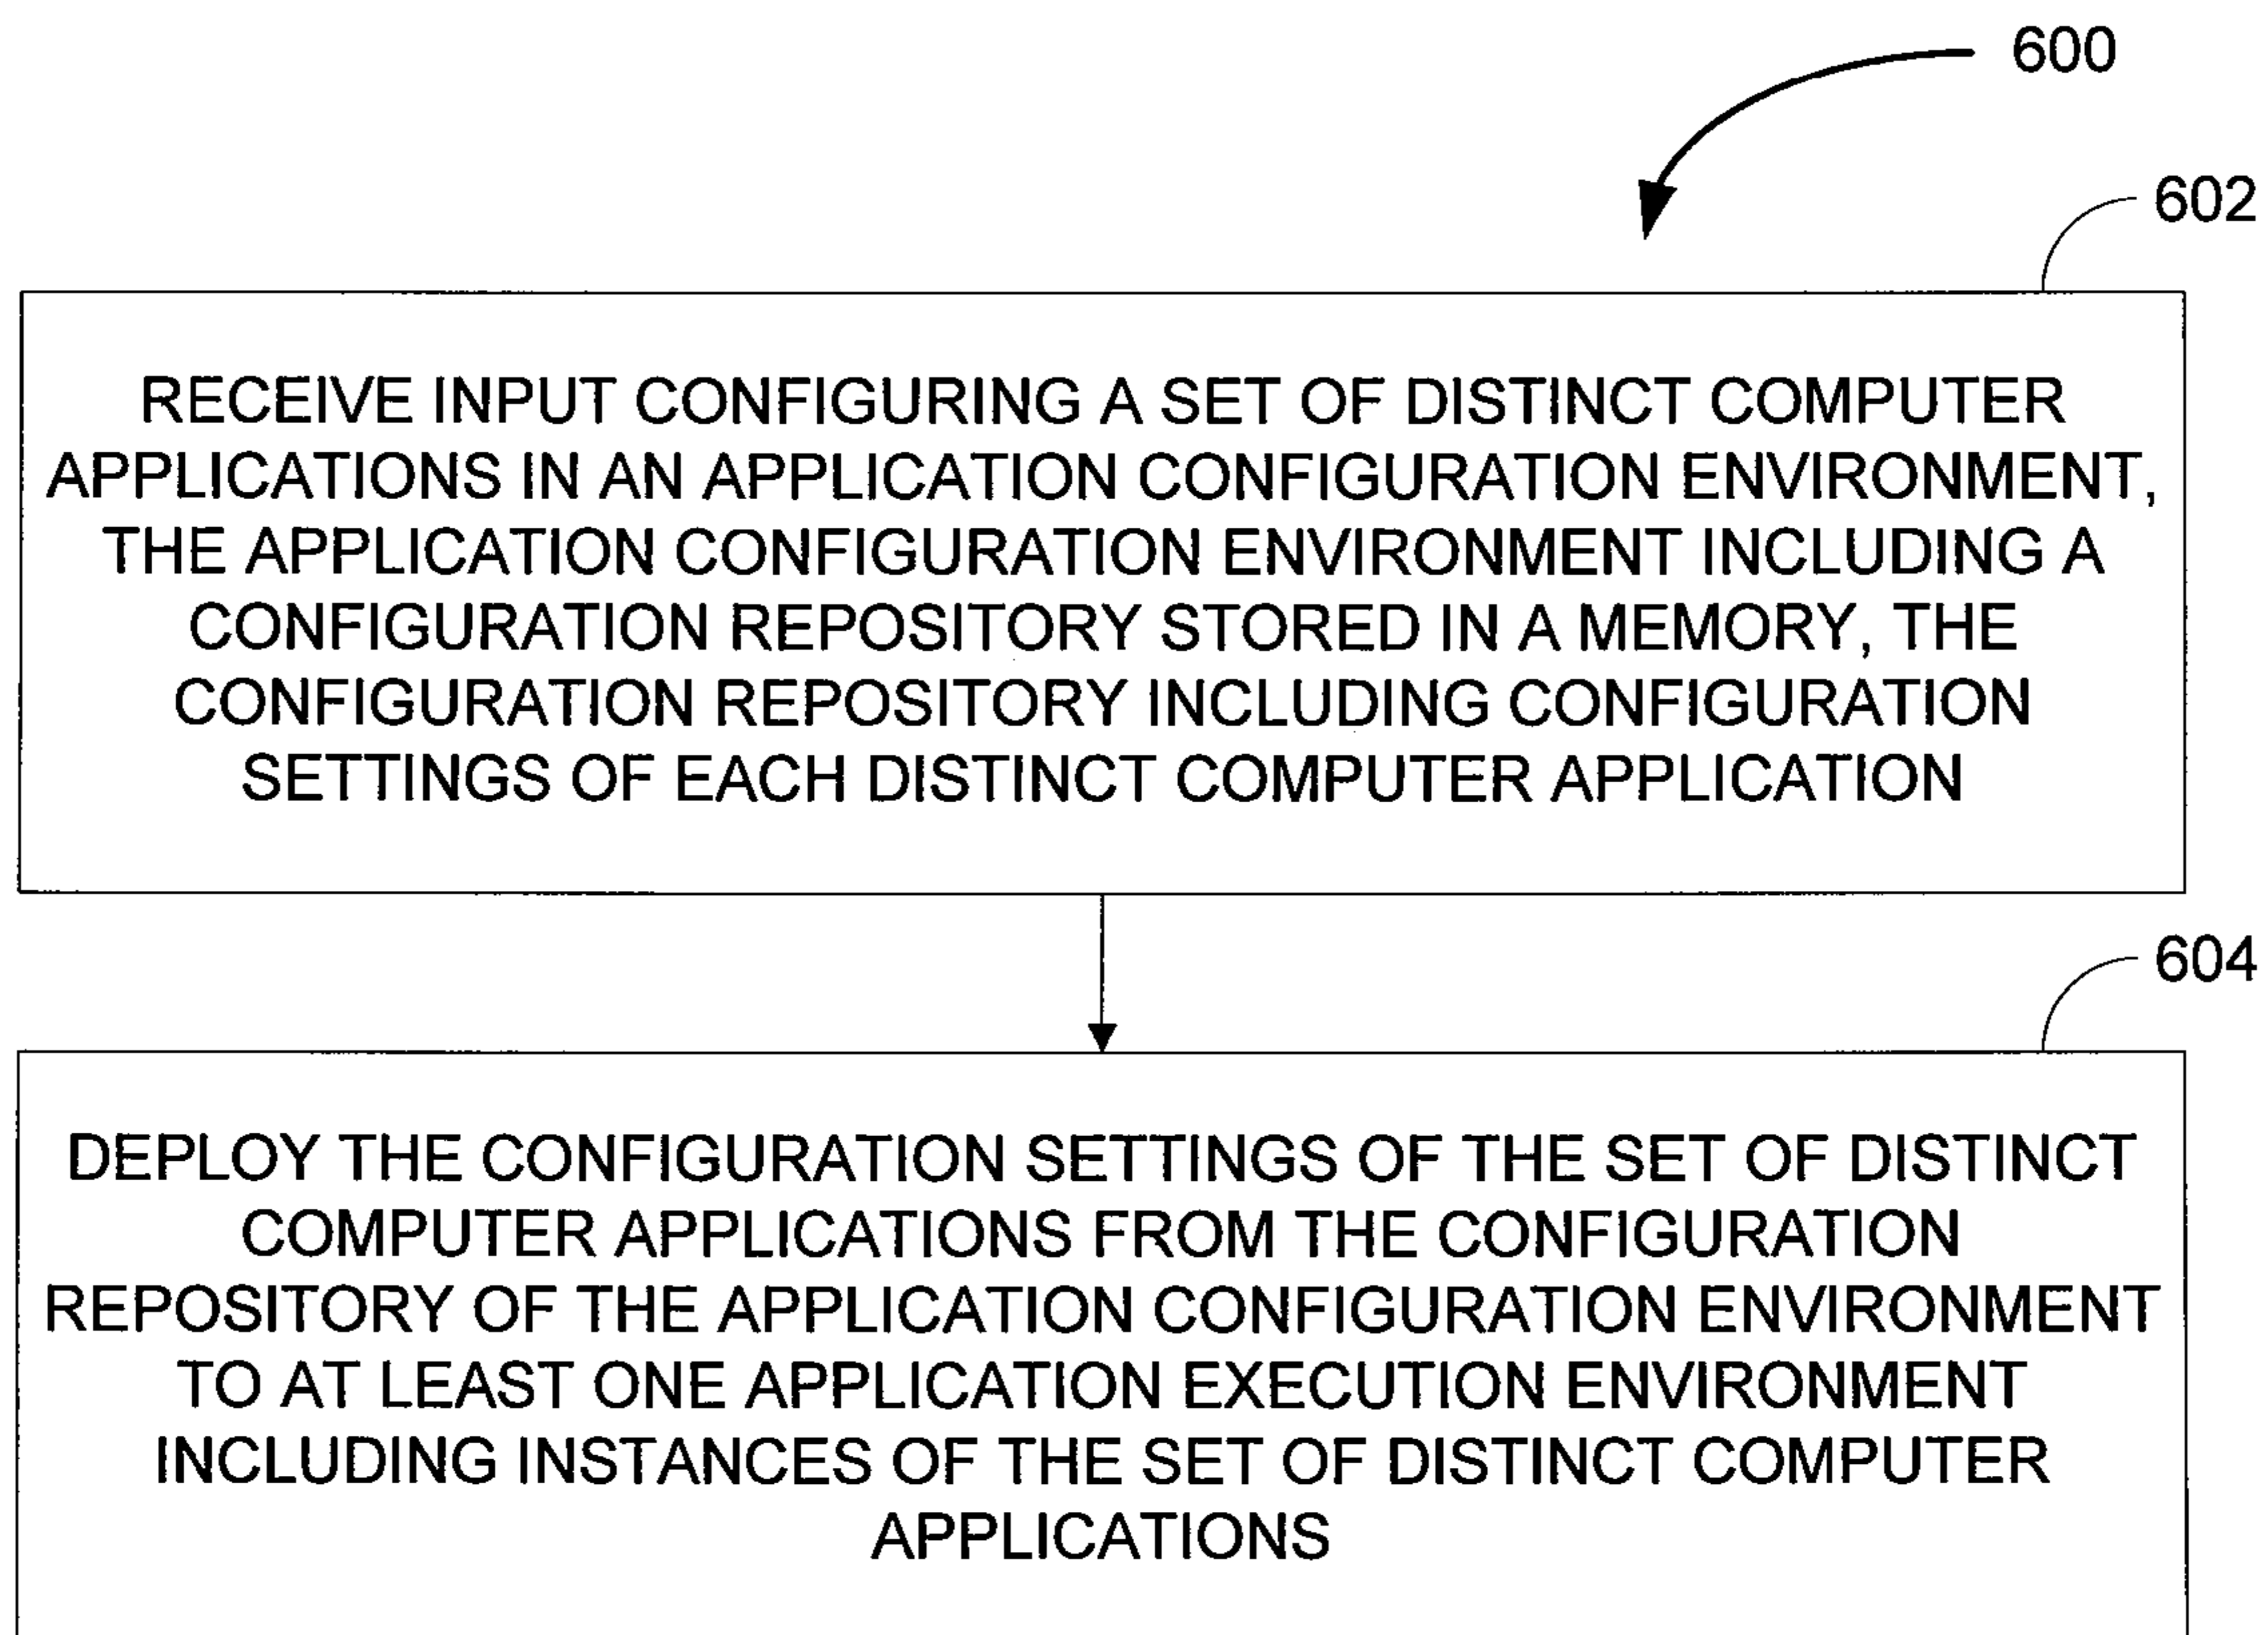 600
602
RECEIVE INPUT CONFIGURING A SET OF DISTINCT COMPUTER
APPLICATIONS IN AN APPLICATION CONFIGURATION ENVIRONMENT,
THE APPLICATION CONFIGURATION ENVIRONMENT INCLUDING A
CONFIGURATION REPOSITORY STORED IN A MEMORY, THE
CONFIGURATION REPOSITORY INCLUDING CONFIGURATION
SETTINGS OF EACH DISTINCT COMPUTER APPLICATION
604
DEPLOY THE CONFIGURATION SETTINGS OF THE SET OF DISTINCT
COMPUTER APPLICATIONS FROM THE CONFIGURATION
REPOSITORY OF THE APPLICATION CONFIGURATION ENVIRONMENT
TO AT LEAST ONE APPLICATION EXECUTION ENVIRONMENT
INCLUDING INSTANCES OF THE SET OF DISTINCT COMPUTER
APPLICATIONS